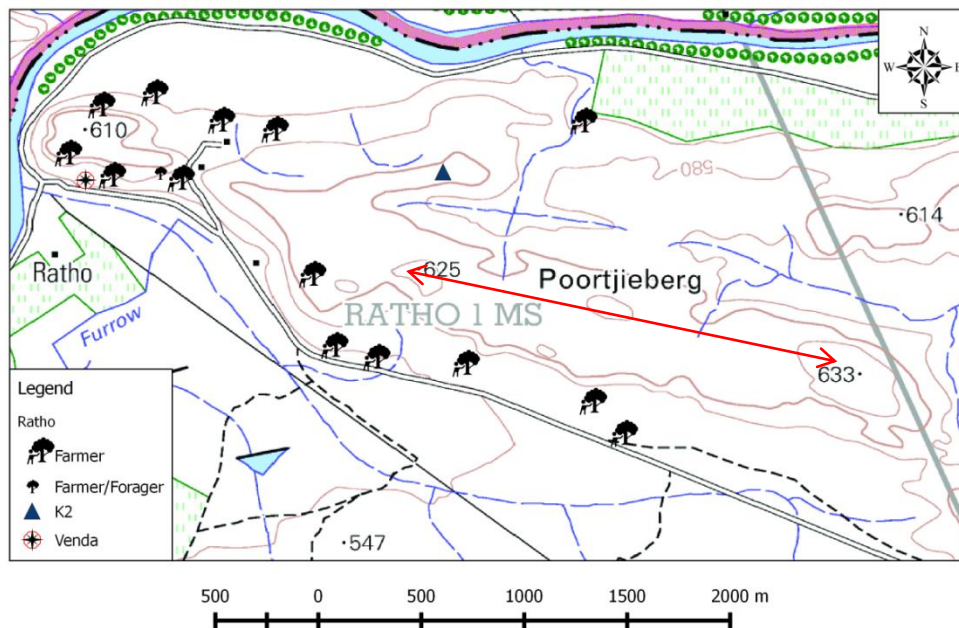 N
W E
S
610
580
614
625
Poortjieberg
Ratho
RATHO 1 MS
Furrow
633
547
Legend
Ratho
Farmer
Farmer/Forager
K2
Venda
500 0 500 1000 1500 2000 m